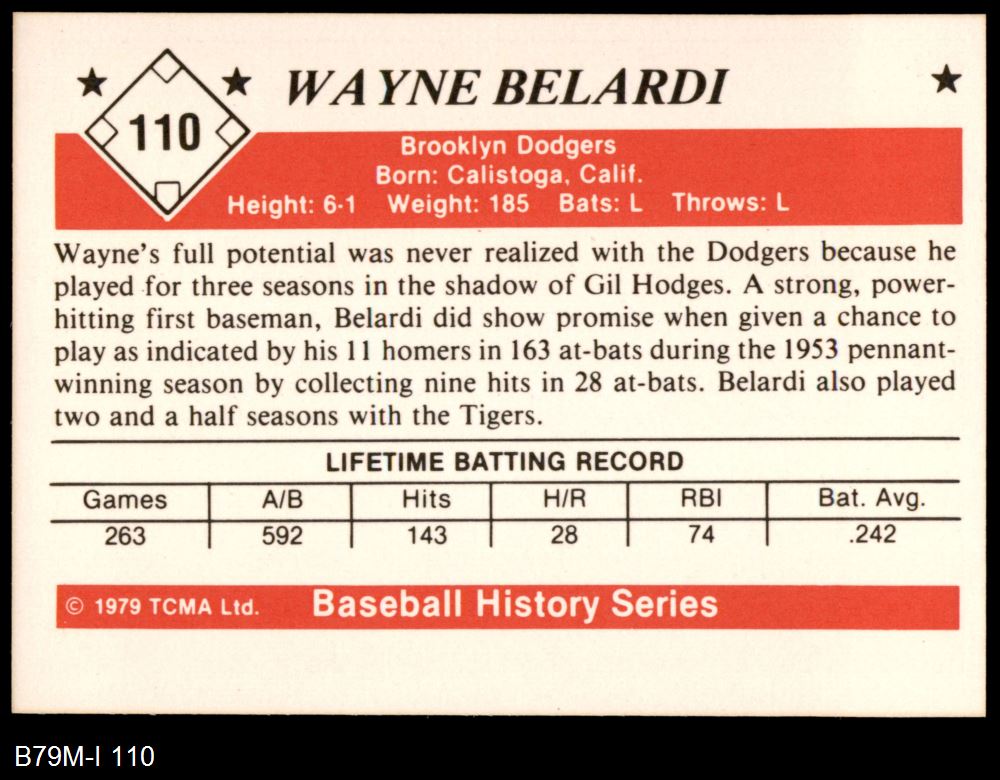 110
WAYNE BELARDI
Brooklyn Dodgers
Born: Calistoga, Calif.
Height: 6-1 Weight: 185 Bats: L Throws: L
Wayne's full potential was never realized with the Dodgers because he
played for three seasons in the shadow of Gil Hodges. A strong, power-
hitting first baseman, Belardi did show promise when given a chance to
play as indicated by his 11 homers in 163 at-bats during the 1953 pennant-
winning season by collecting nine hits in 28 at-bats. Belardi also played
two and a half seasons with the Tigers.
LIFETIME BATTING RECORD
Games A/B Hits H/R RBI Bat. Avg.
263 592 143 28 74 .242
© 1979 TCMA Ltd. Baseball History Series
B79M-I 110